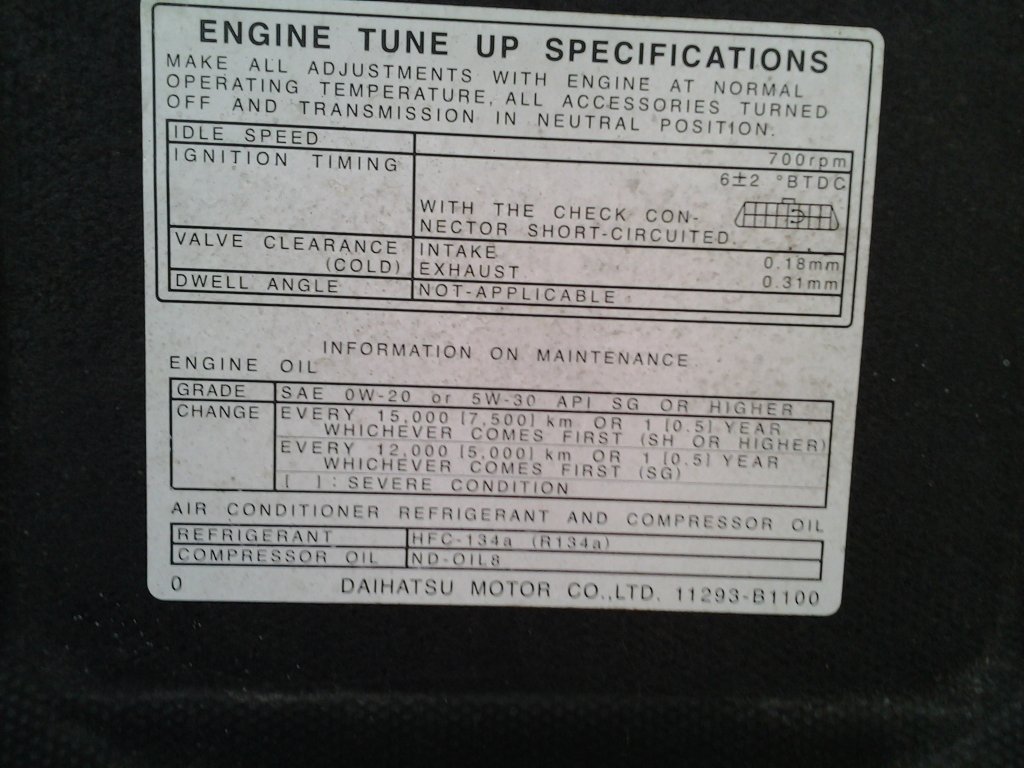 ENGINE TUNE UP SPECIFICATIONS
MAKE ALL ADJUSTMENTS WITH ENGINE AT NORMAL
OPERATING TEMPERATURE, ALL ACCESSORIES TURNED
OFF AND TRANSMISSION IN NEUTRAL POSITION.
IDLE SPEED 700rpm
IGNITION TIMING 6±2 °BTDC
WITH THE CHECK CON-
NECTOR SHORT-CIRCUITED.
VALVE CLEARANCE INTAKE 0.18mm
(COLD) EXHAUST 0.31mm
DWELL ANGLE NOT-APPLICABLE
INFORMATION ON MAINTENANCE
ENGINE OIL
GRADE SAE 0W-20 or 5W-30 API SG OR HIGHER
CHANGE EVERY 15,000 [7,500] km OR 1 [0.5] YEAR
WHICHEVER COMES FIRST (SH OR HIGHER)
EVERY 12,000 [5,000] km OR 1 [0.5] YEAR
WHICHEVER COMES FIRST (SG)
[ ] : SEVERE CONDITION
AIR CONDITIONER REFRIGERANT AND COMPRESSOR OIL
REFRIGERANT HFC-134a (R134a)
COMPRESSOR OIL ND-OIL8
0 DAIHATSU MOTOR CO.,LTD. 11293-B1100